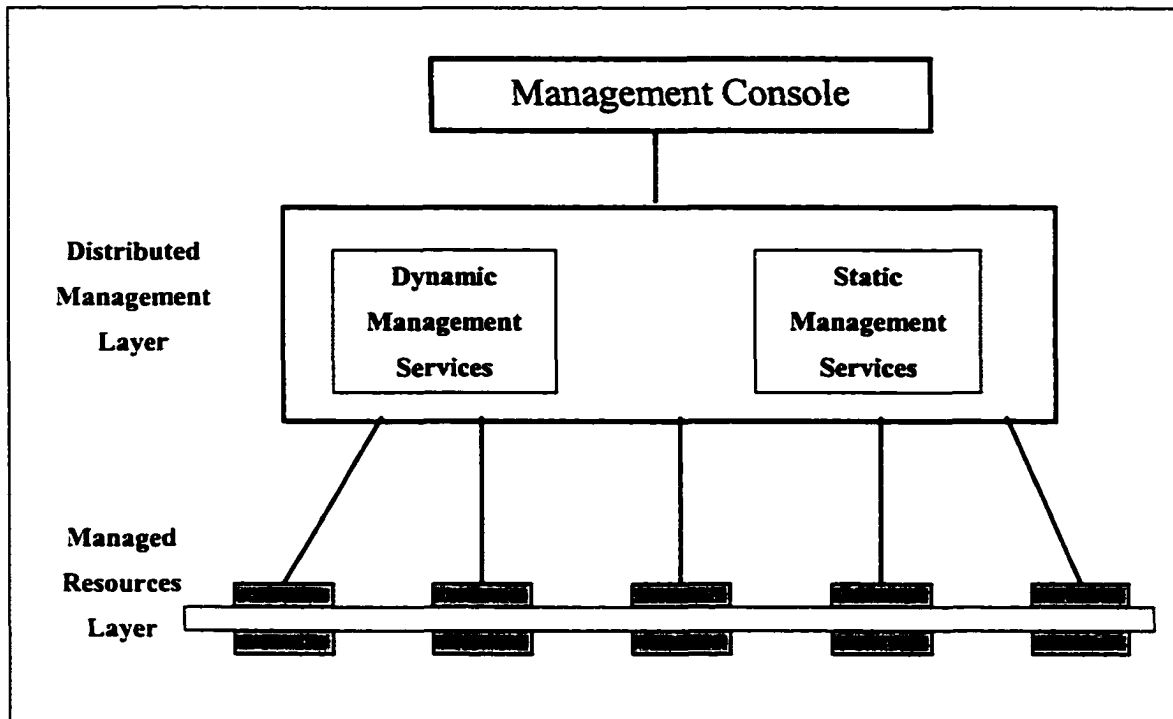 Management Console
Distributed
Management
Layer
Dynamic
Management
Services
Static
Management
Services
Managed
Resources
Layer